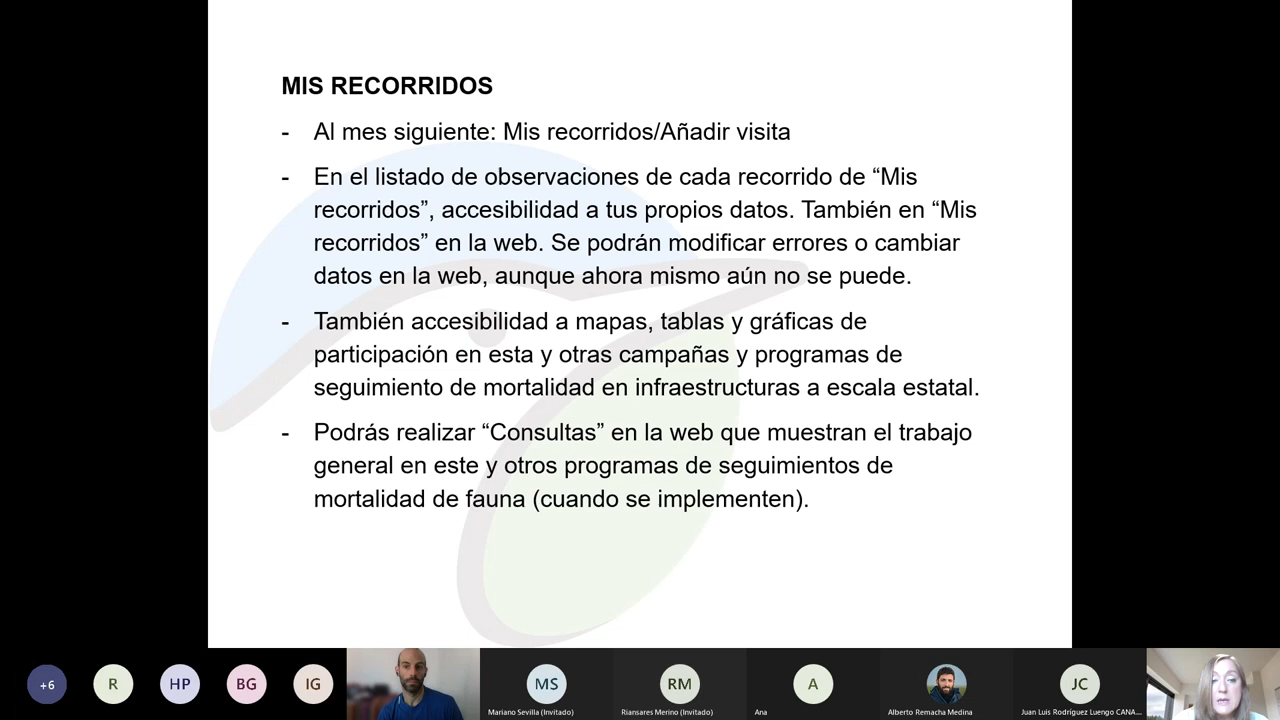 MIS RECORRIDOS
- Al mes siguiente: Mis recorridos/Añadir visita
- En el listado de observaciones de cada recorrido de “Mis
recorridos”, accesibilidad a tus propios datos. También en “Mis
recorridos” en la web. Se podrán modificar errores o cambiar
datos en la web, aunque ahora mismo aún no se puede.
- También accesibilidad a mapas, tablas y gráficas de
participación en esta y otras campañas y programas de
seguimiento de mortalidad en infraestructuras a escala estatal.
- Podrás realizar “Consultas” en la web que muestran el trabajo
general en este y otros programas de seguimientos de
mortalidad de fauna (cuando se implementen).
+6
R
HP
BG
IG
MS
RM
A
JC
Mariano Sevilla (Invitado)
Riansares Merino (Invitado)
Ana
Alberto Remacha Medina
Juan Luis Rodríguez Luengo CANA...